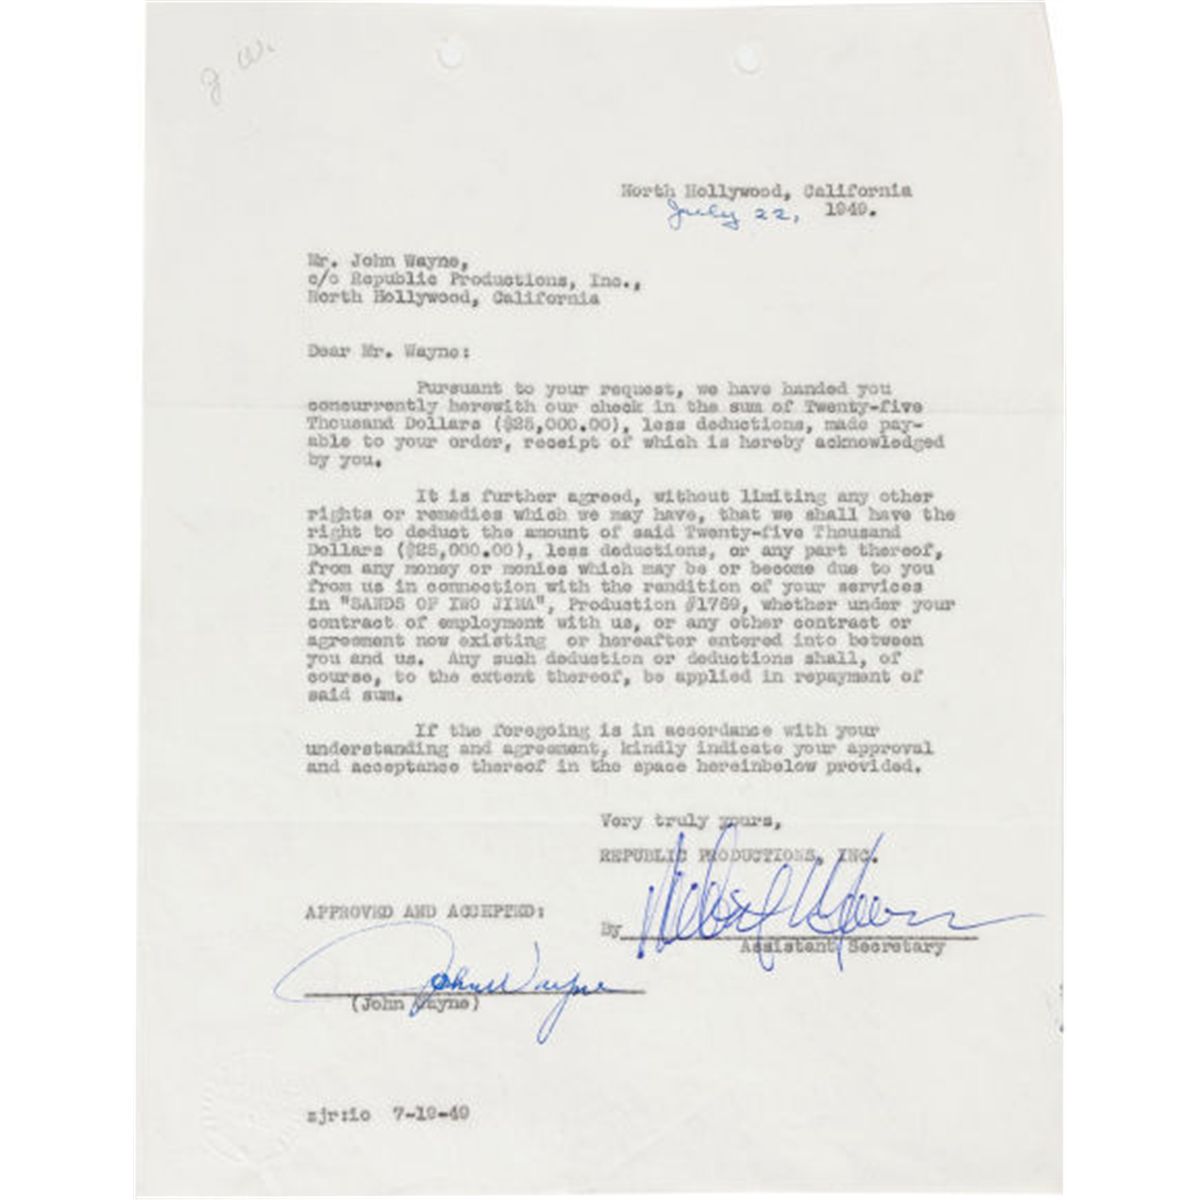 J. W.
North Hollywood, California
July 22, 1949.
Mr. John Wayne,
c/o Republic Productions, Inc.,
North Hollywood, California
Dear Mr. Wayne:
Pursuant to your request, we have handed you
concurrently herewith our check in the sum of Twenty-five
Thousand Dollars ($25,000.00), less deductions, made pay-
able to your order, receipt of which is hereby acknowledged
by you.
It is further agreed, without limiting any other
rights or remedies which we may have, that we shall have the
right to deduct the amount of said Twenty-five Thousand
Dollars ($25,000.00), less deductions, or any part thereof,
from any money or monies which may be or become due to you
from us in connection with the rendition of your services
in "SANDS OF IWO JIMA", Production #1769, whether under your
contract of employment with us, or any other contract or
agreement now existing or hereafter entered into between
you and us. Any such deduction or deductions shall, of
course, to the extent thereof, be applied in repayment of
said sum.
If the foregoing is in accordance with your
understanding and agreement, kindly indicate your approval
and acceptance thereof in the space hereinbelow provided.
Very truly yours,
REPUBLIC PRODUCTIONS, INC.
APPROVED AND ACCEPTED:
By
Assistant Secretary
John Wayne
(John Wayne)
zjr:io 7-19-49